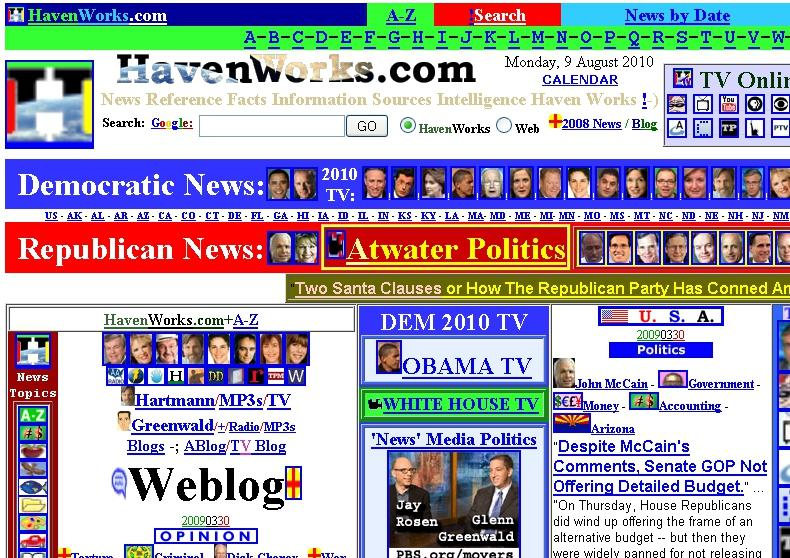 HavenWorks.com A-Z !Search News by Date
A-B-C-D-E-F-G-H-I-J-K-L-M-N-O-P-Q-R-S-T-U-V-W-
HavenWorks.com Monday, 9 August 2010
CALENDAR
TV Onli
News Reference Facts Information Sources Intelligence Haven Works !-)
Search: Google: GO HavenWorks Web 2008 News / Blog
Democratic News: 2010 TV:
US - AK - AL - AR - AZ - CA - CO - CT - DE - FL - GA - HI - IA - ID - IL - IN - KS - KY - LA - MA - MD - ME - MI - MN - MO - MS - MT - NC - ND - NE - NH - NJ - NM
Republican News: Atwater Politics
"Two Santa Clauses or How The Republican Party Has Conned Am
HavenWorks.com+A-Z
News
Topics
A-Z
#$
Hartmann/MP3s/TV
Greenwald/+/Radio/MP3s
Blogs -; ABlog/TV Blog
Weblog
20090330
OPINION
Torture Criminal Dick Cheney War
DEM 2010 TV
OBAMA TV
WHITE HOUSE TV
'News' Media Politics
Jay
Rosen
Glenn
Greenwald
PBS.org/moyers
U. S. A.
20090330
Politics
John McCain - Government -
$€£¥ Money - #$ Accounting -
Arizona
"Despite McCain's
Comments, Senate GOP Not
Offering Detailed Budget." ...
"On Thursday, House Republicans
did wind up offering the frame of an
alternative budget -- but then they
were widely panned for not releasing